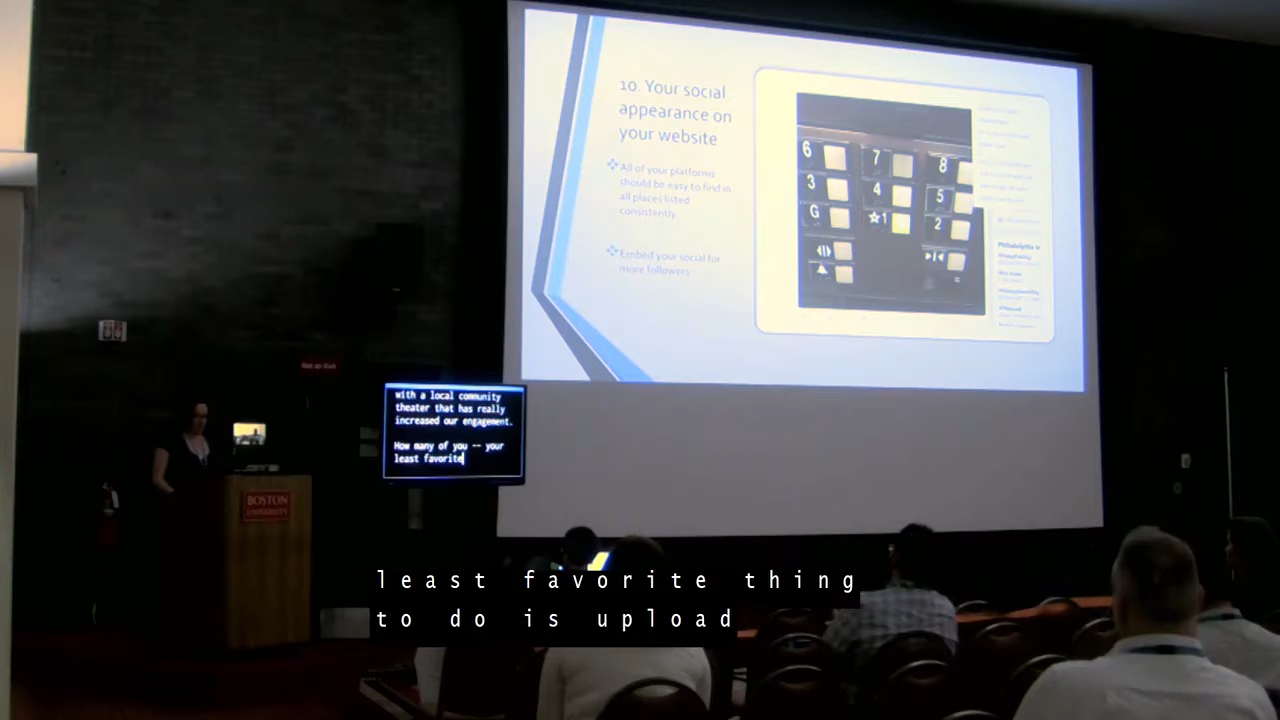 10. Your social
appearance on
your website
All of your platforms
should be easy to find in
all places listed
consistently.
Embed your social for
more followers
6 7 8
3 4 5
G ☆1 2
with a local community
theater that has really
increased our engagement.
How many of you -- your
least favorite
BOSTON
UNIVERSITY
least favorite thing
to do is upload